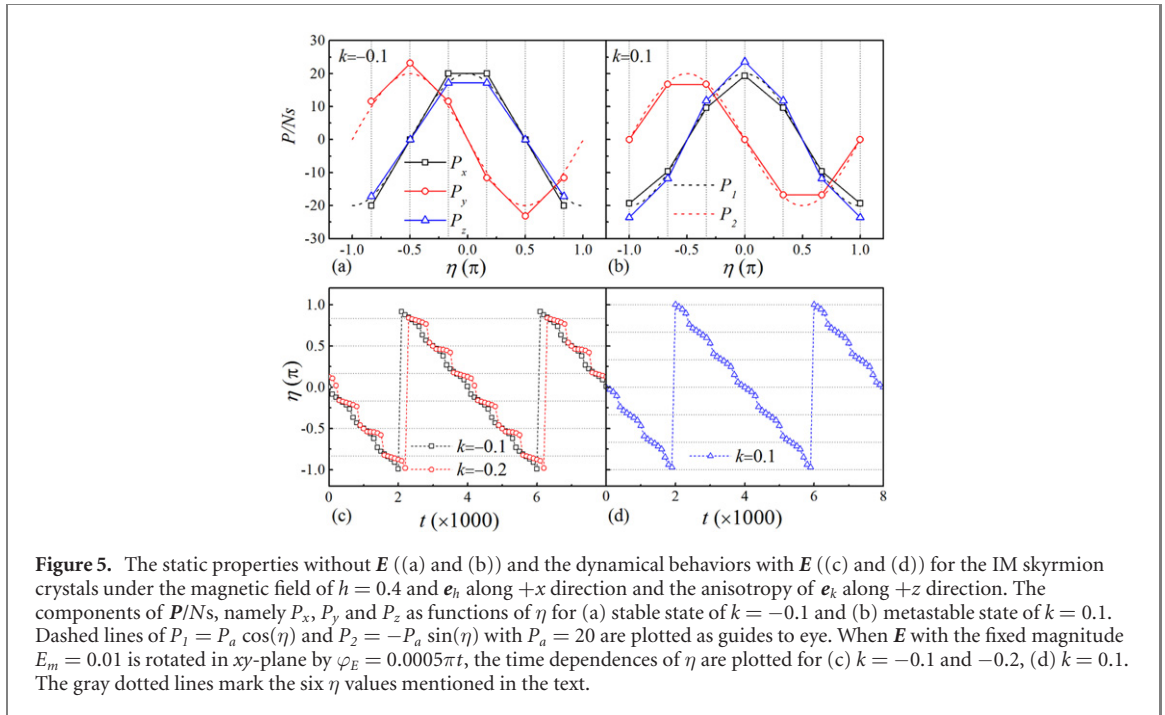 30
20
10
0
-10
-20
-30
P/Ns
k=−0.1
P_x
P_y
P_z
-1.0 -0.5 0.0 0.5 1.0
(a) η (π)
k=0.1
P_1
P_2
-1.0 -0.5 0.0 0.5 1.0
(b) η (π)
1.0
0.5
0.0
-0.5
-1.0
η (π)
k=−0.1
k=−0.2
0 2 4 6
(c) t (×1000)
k=0.1
0 2 4 6 8
(d) t (×1000)
Figure 5. The static properties without E ((a) and (b)) and the dynamical behaviors with E ((c) and (d)) for the IM skyrmion
crystals under the magnetic field of h = 0.4 and e_h along +x direction and the anisotropy of e_k along +z direction. The
components of P/Ns, namely P_x, P_y and P_z as functions of η for (a) stable state of k = −0.1 and (b) metastable state of k = 0.1.
Dashed lines of P_1 = P_a cos(η) and P_2 = −P_a sin(η) with P_a = 20 are plotted as guides to eye. When E with the fixed magnitude
E_m = 0.01 is rotated in xy-plane by φ_E = 0.0005πt, the time dependences of η are plotted for (c) k = −0.1 and −0.2, (d) k = 0.1.
The gray dotted lines mark the six η values mentioned in the text.